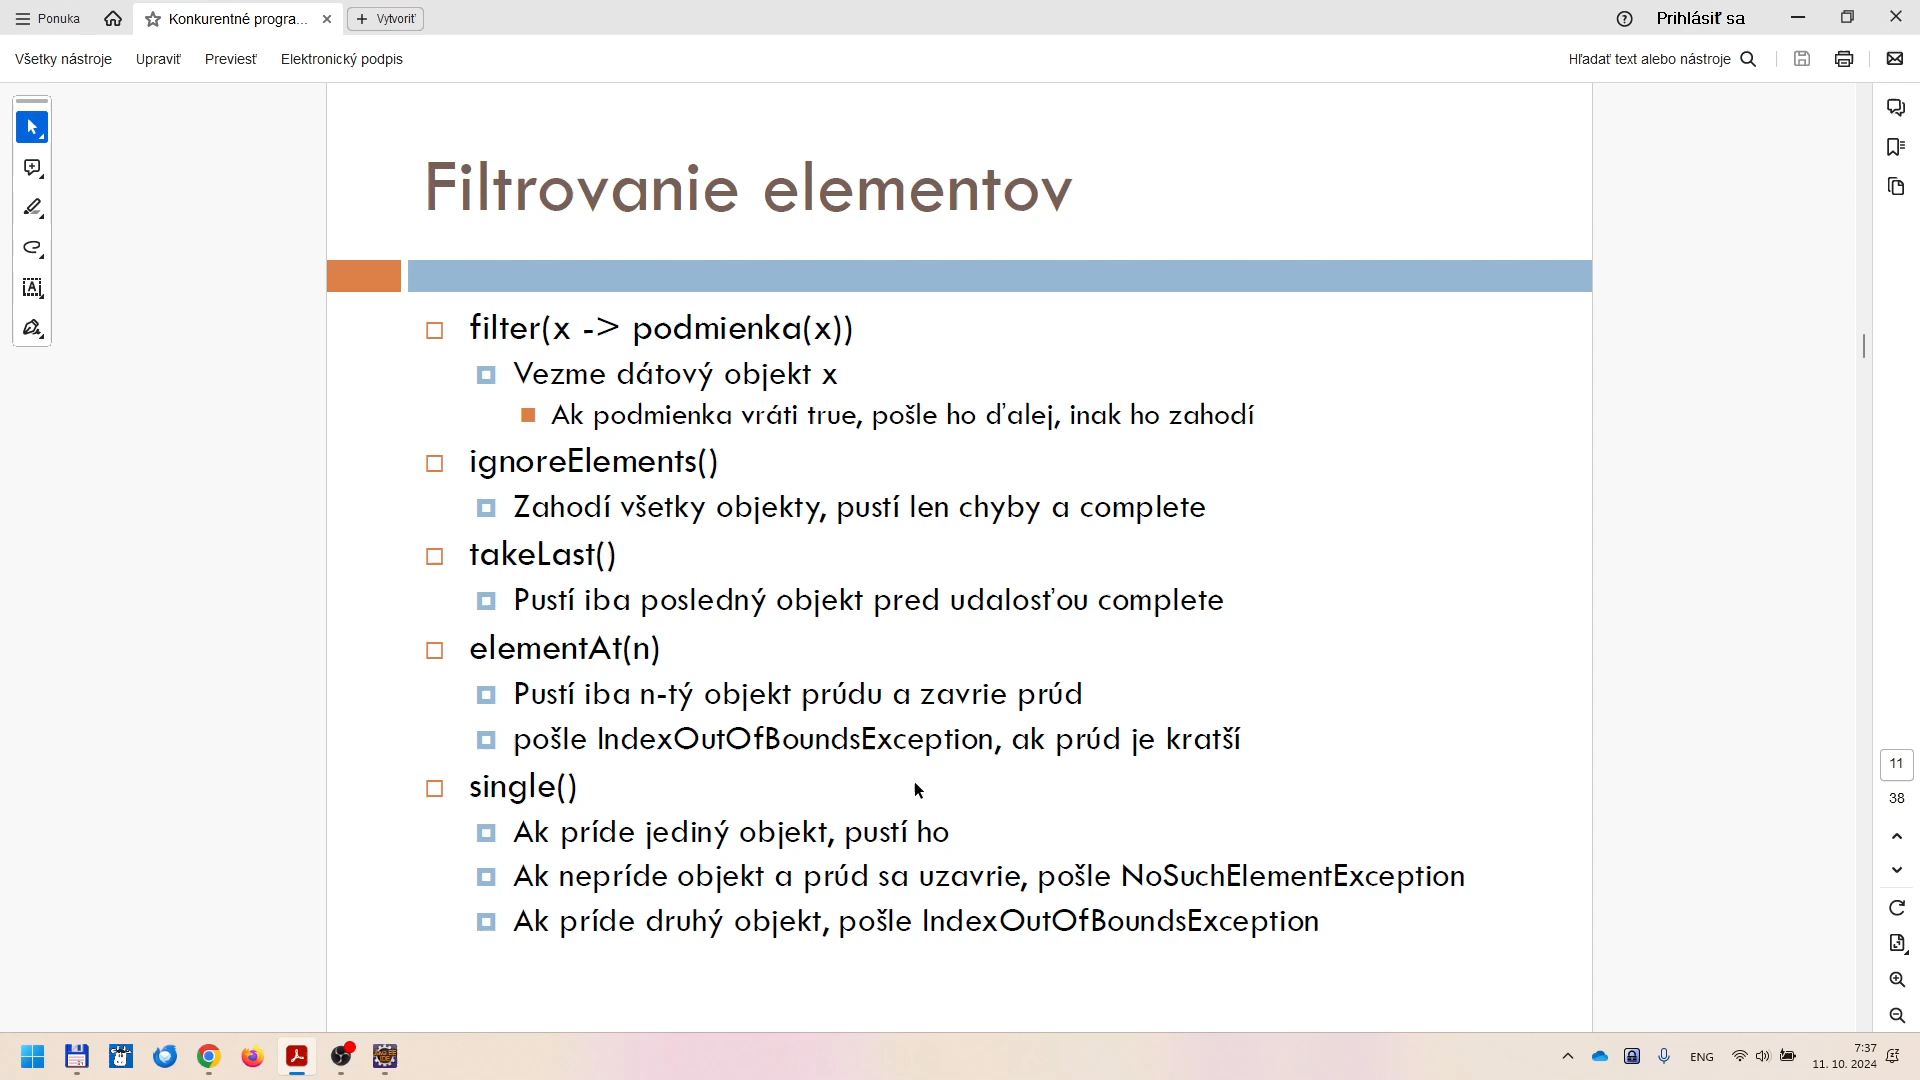 Ponuka
Konkurentné progra...
Vytvoriť
Prihlásiť sa
Všetky nástroje
Upraviť
Previesť
Elektronický podpis
Hľadať text alebo nástroje
Filtrovanie elementov
filter(x -> podmienka(x))
Vezme dátový objekt x
Ak podmienka vráti true, pošle ho ďalej, inak ho zahodí
ignoreElements()
Zahodí všetky objekty, pustí len chyby a complete
takeLast()
Pustí iba posledný objekt pred udalosťou complete
elementAt(n)
Pustí iba n-tý objekt prúdu a zavrie prúd
pošle IndexOutOfBoundsException, ak prúd je kratší
single()
Ak príde jediný objekt, pustí ho
Ak nepríde objekt a prúd sa uzavrie, pošle NoSuchElementException
Ak príde druhý objekt, pošle IndexOutOfBoundsException
11
38
ENG
7:37
11. 10. 2024